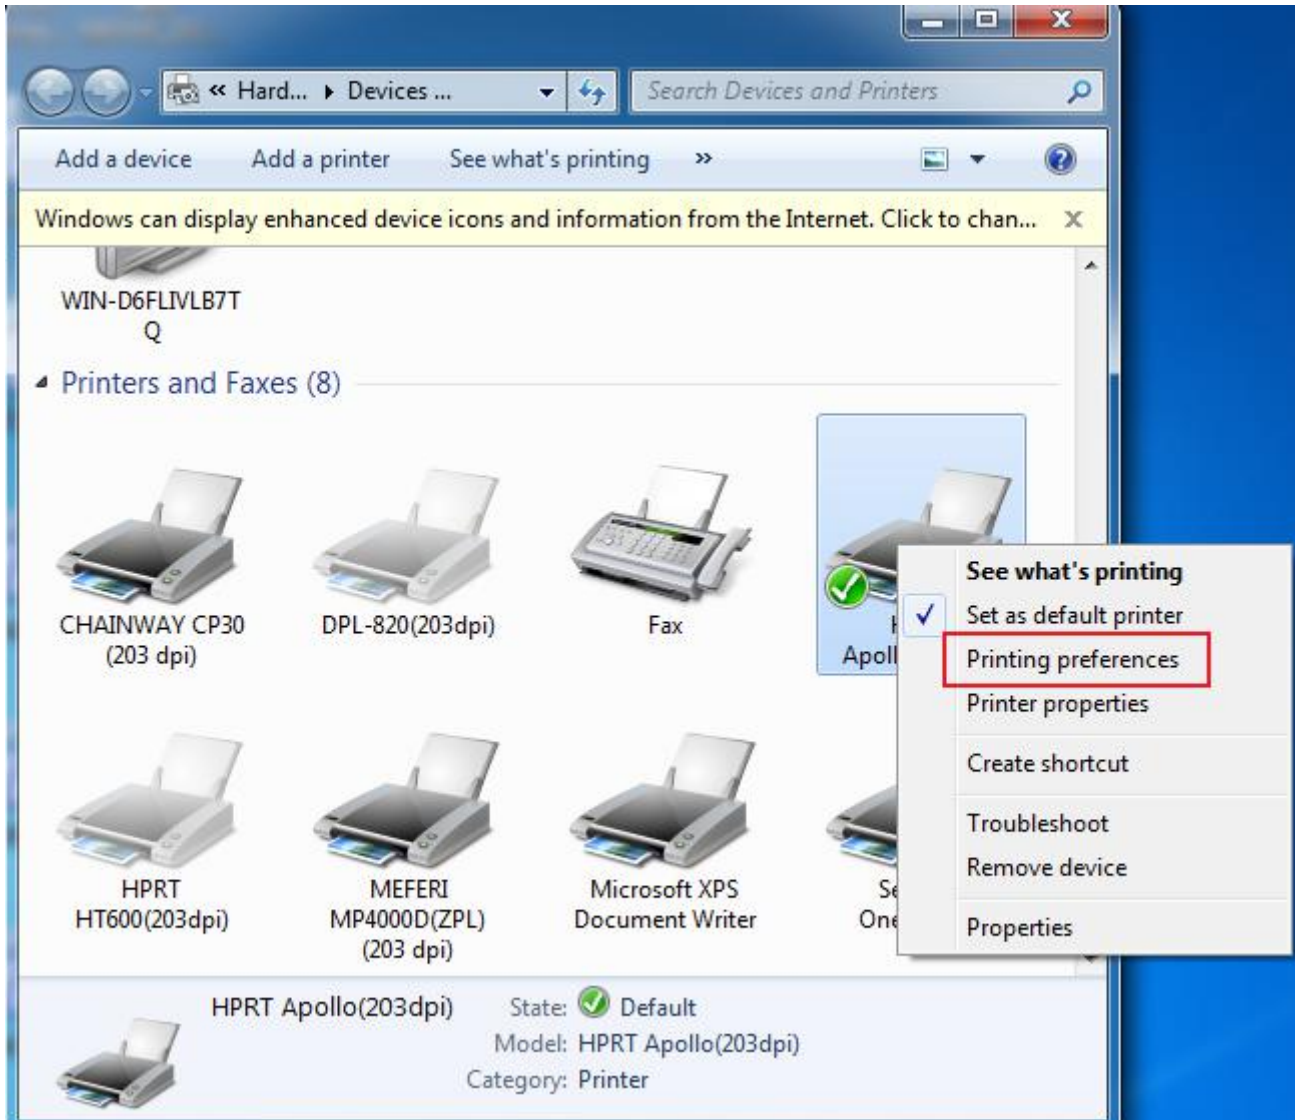 « Hard... ▸ Devices ...
Search Devices and Printers
Add a device Add a printer See what's printing »
Windows can display enhanced device icons and information from the Internet. Click to chan...
WIN-D6FLIVLB7T
Q
Printers and Faxes (8)
CHAINWAY CP30
(203 dpi)
DPL-820(203dpi)
Fax
Apoll
See what's printing
Set as default printer
Printing preferences
Printer properties
Create shortcut
Troubleshoot
Remove device
Properties
HPRT
HT600(203dpi)
MEFERI
MP4000D(ZPL)
(203 dpi)
Microsoft XPS
Document Writer
Se
One
HPRT Apollo(203dpi)
State: Default
Model: HPRT Apollo(203dpi)
Category: Printer